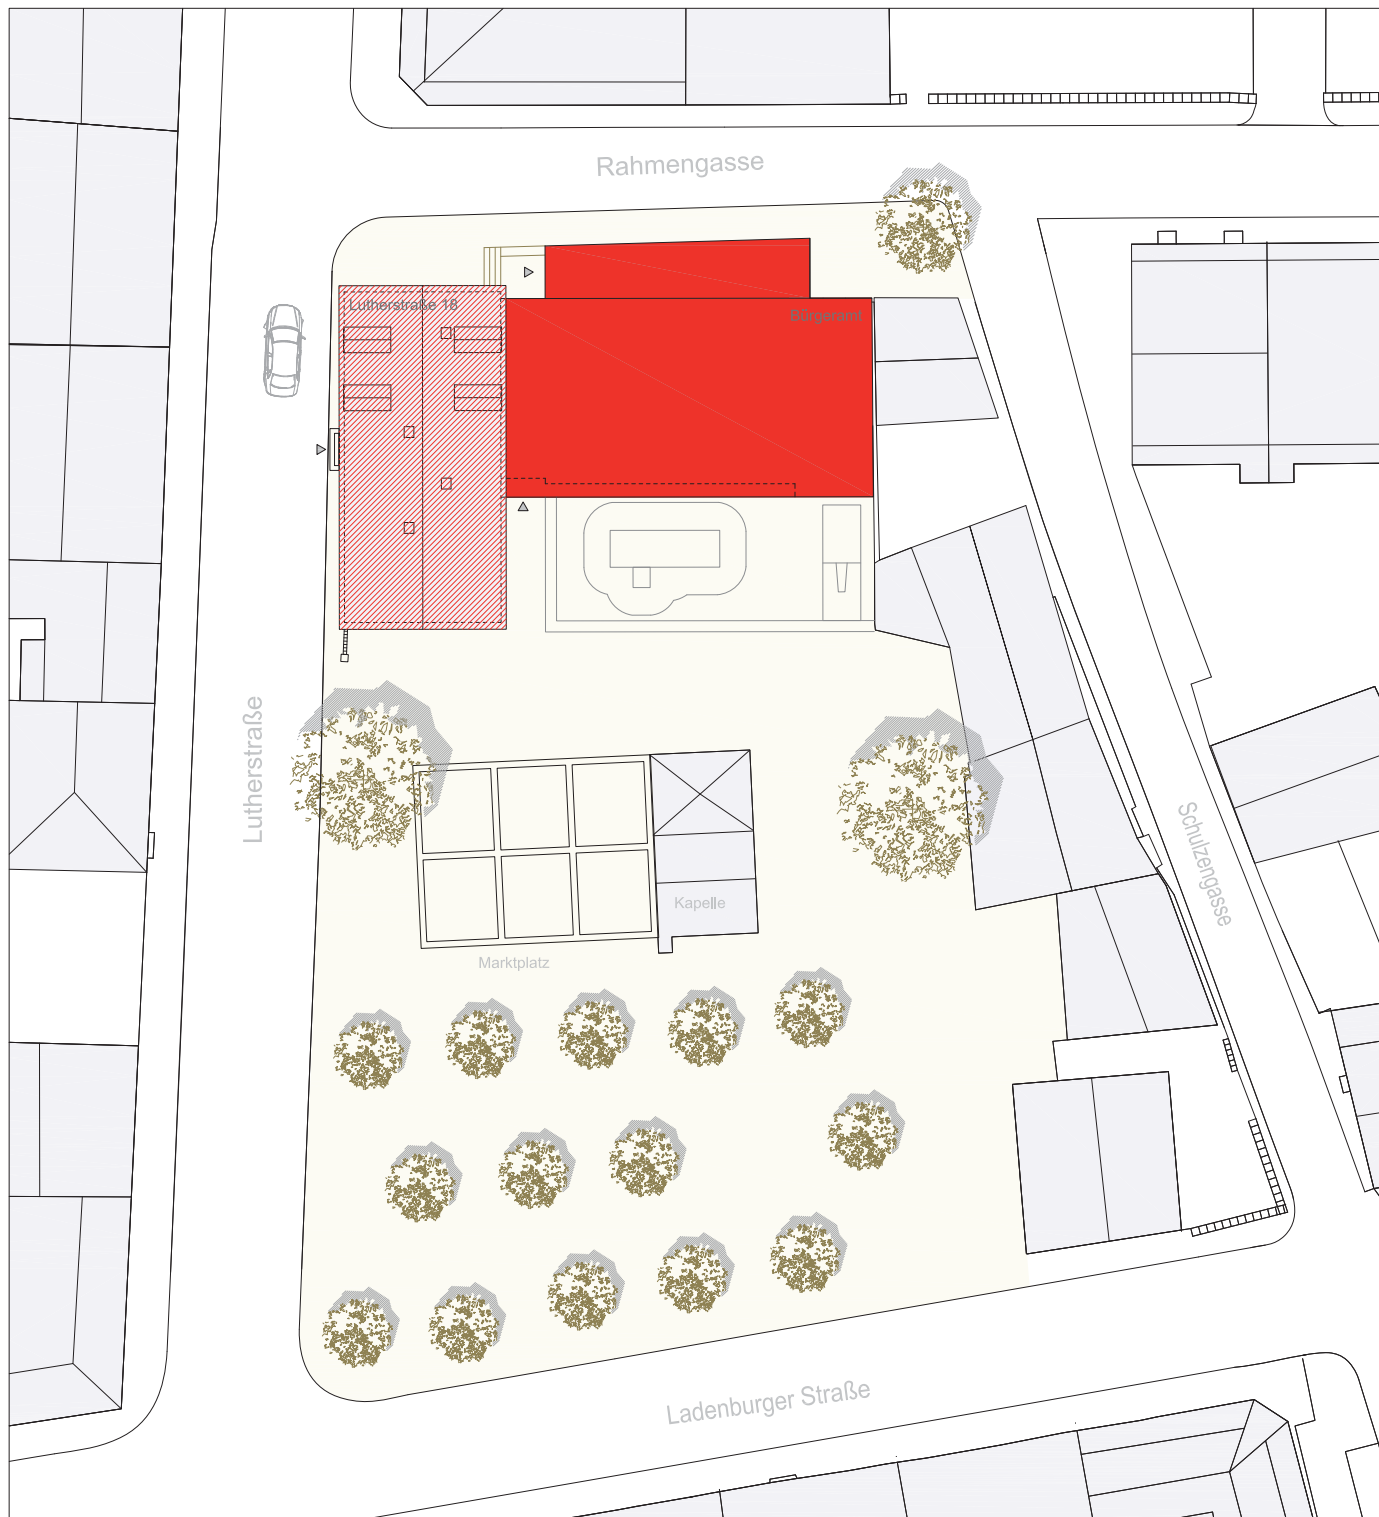 Rahmengasse
Lutherstraße 18
Bürgeramt
Lutherstraße
Schulzengasse
Kapelle
Marktplatz
Ladenburger Straße